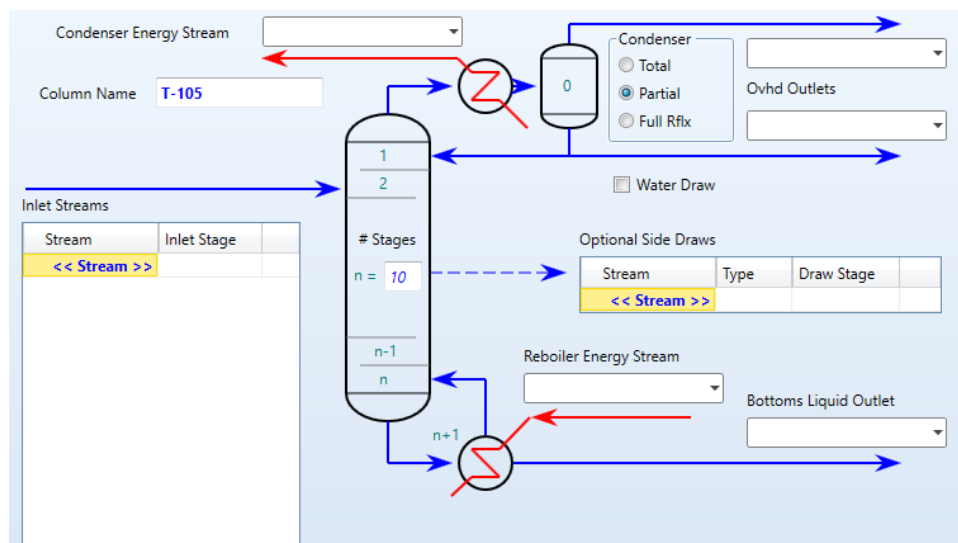 Condenser Energy Stream
Condenser
Total
Partial
Full Rflx
Ovhd Outlets
Column Name T-105
0
1
2
Water Draw
Inlet Streams
Stream Inlet Stage
<< Stream >>
# Stages
n = 10
Optional Side Draws
Stream Type Draw Stage
<< Stream >>
n-1
n
Reboiler Energy Stream
Bottoms Liquid Outlet
n+1